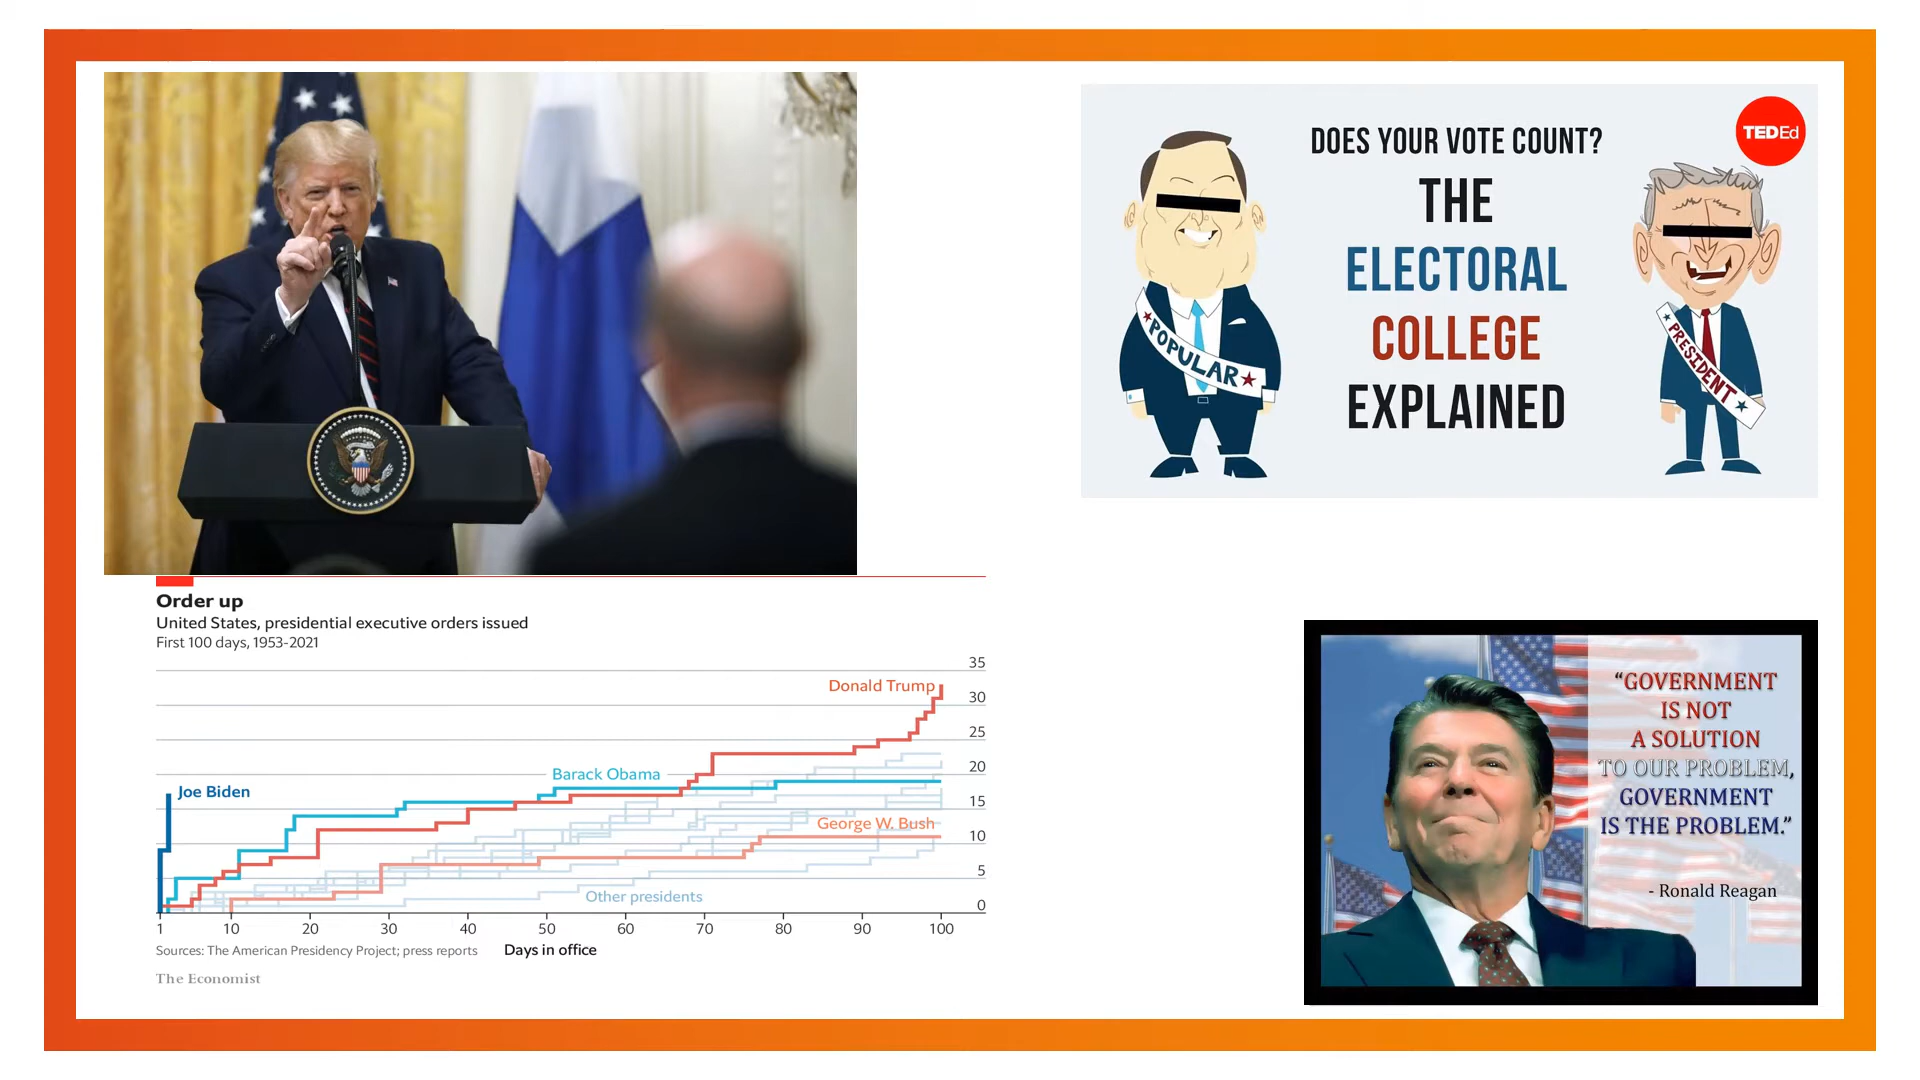 DOES YOUR VOTE COUNT?
THE
ELECTORAL
COLLEGE
EXPLAINED
TEDEd
★POPULAR★
★PRESIDENT★
Order up
United States, presidential executive orders issued
First 100 days, 1953-2021
35
30
25
20
15
10
5
0
Donald Trump
Barack Obama
Joe Biden
George W. Bush
Other presidents
1 10 20 30 40 50 60 70 80 90 100
Sources: The American Presidency Project; press reports
Days in office
The Economist
“GOVERNMENT
IS NOT
A SOLUTION
TO OUR PROBLEM,
GOVERNMENT
IS THE PROBLEM.”
- Ronald Reagan